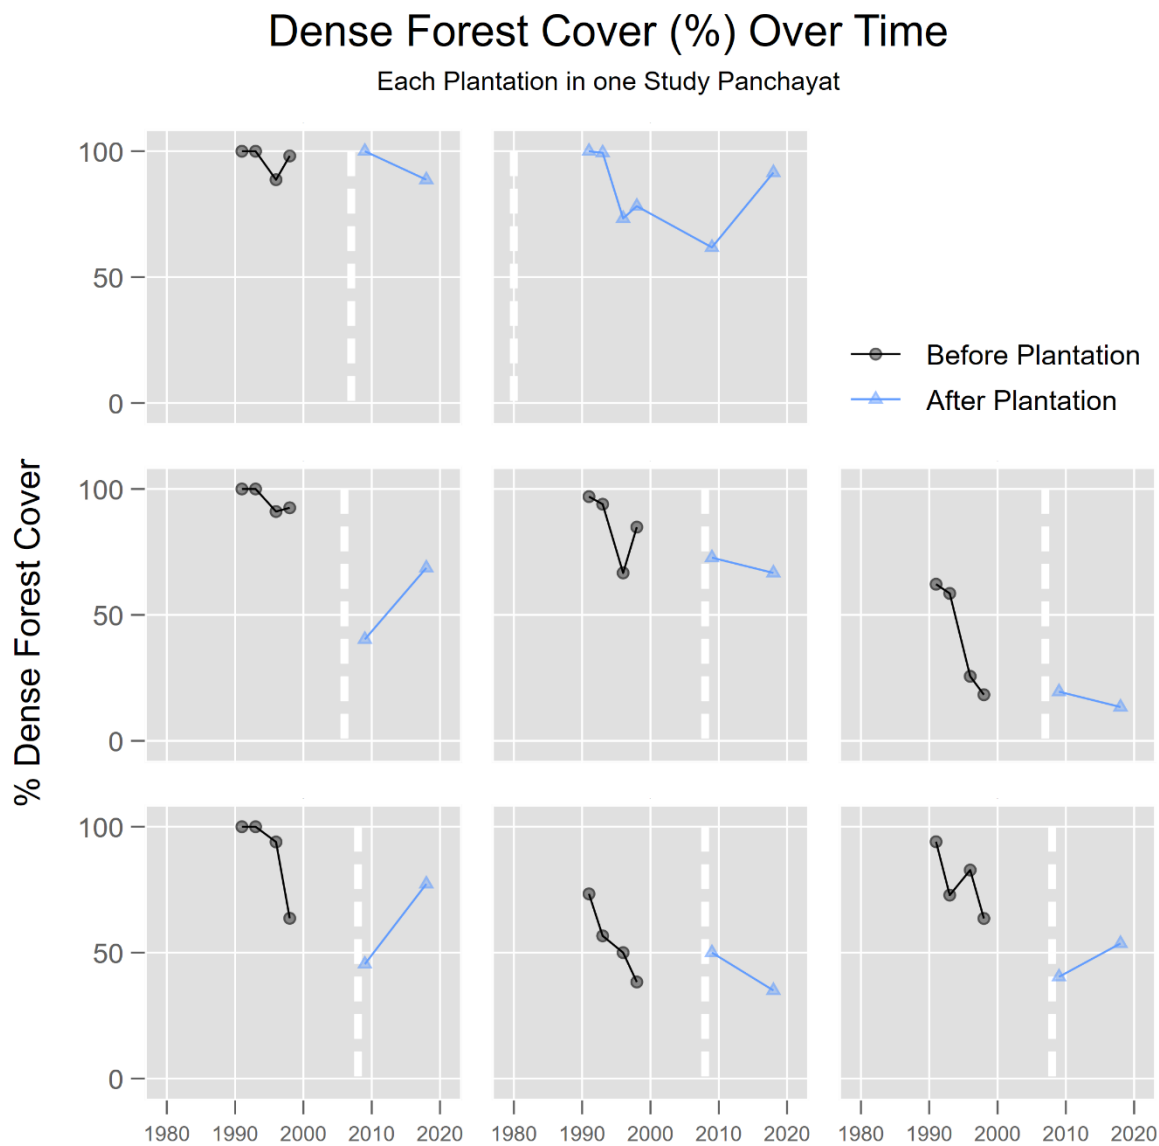 Dense Forest Cover (%) Over Time
Each Plantation in one Study Panchayat
100
50
0
Before Plantation
After Plantation
% Dense Forest Cover
100
50
0
100
50
0
1980 1990 2000 2010 2020 1980 1990 2000 2010 2020 1980 1990 2000 2010 2020